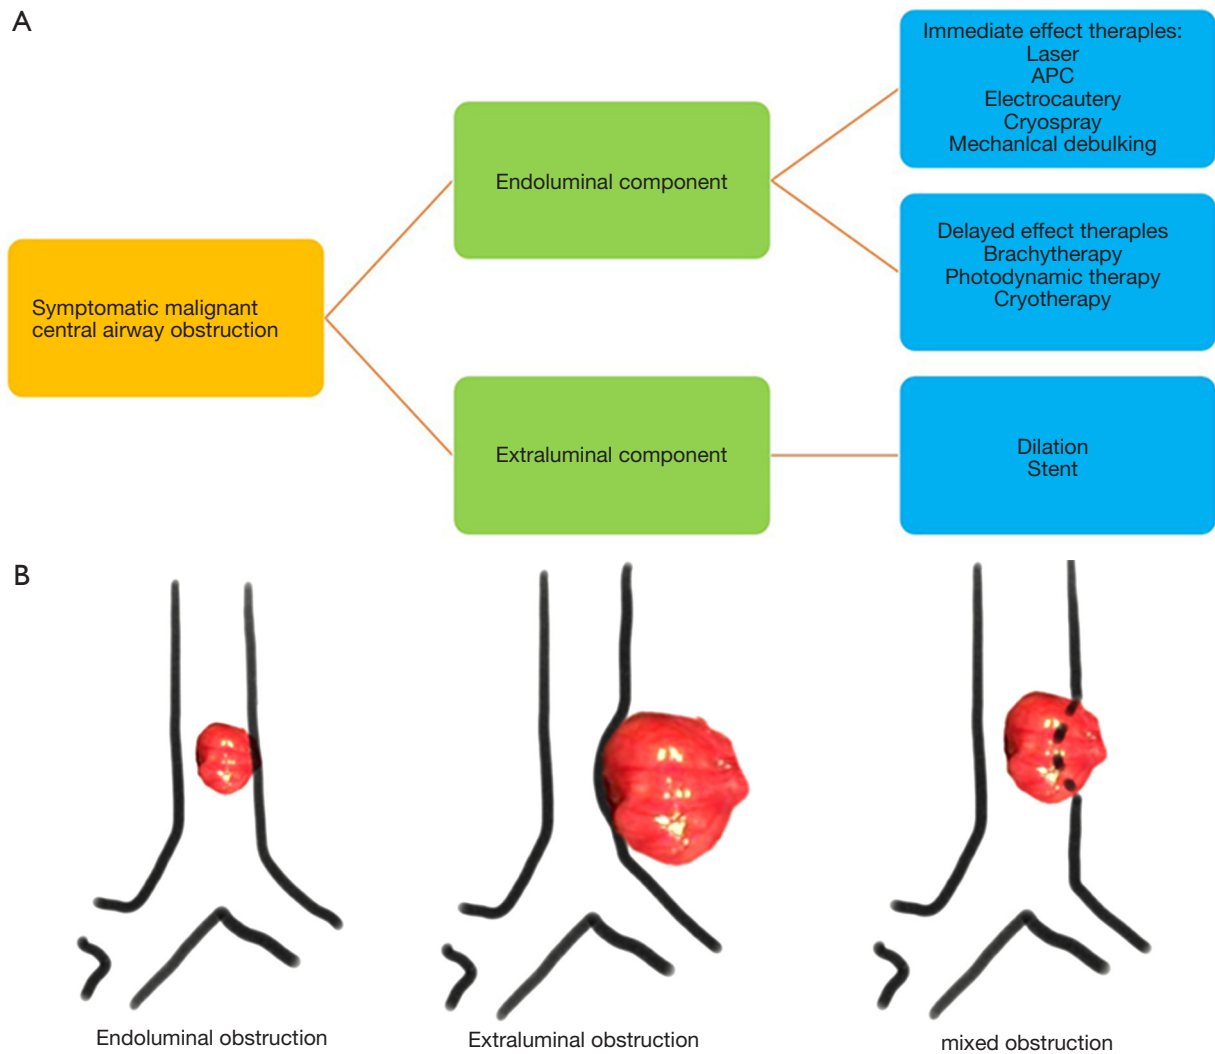 A
Symptomatic malignant
central airway obstruction
Endoluminal component
Extraluminal component
Immediate effect theraples:
Laser
APC
Electrocautery
Cryospray
Mechanlcal debulking
Delayed effect theraples
Brachytherapy
Photodynamic therapy
Cryotherapy
Dilation
Stent
B
Endoluminal obstruction
Extraluminal obstruction
mixed obstruction